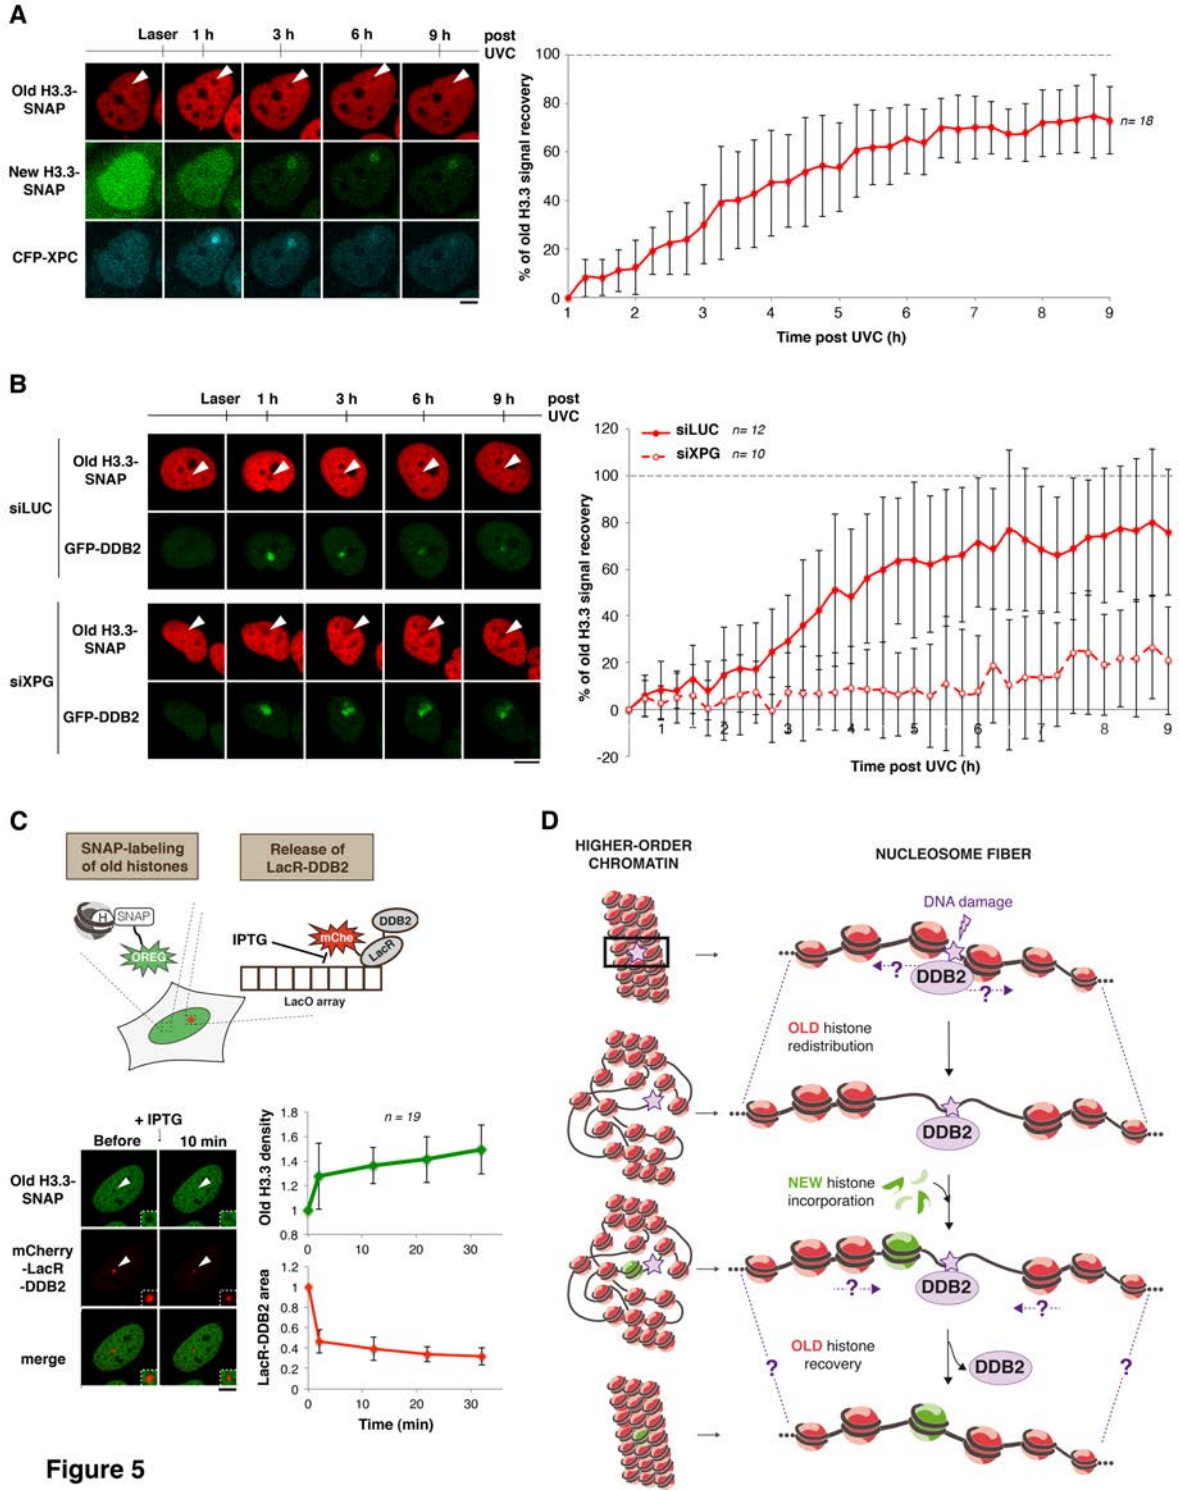 A
Laser 1 h 3 h 6 h 9 h post
UVC
Old H3.3-
SNAP
New H3.3-
SNAP
CFP-XPC
% of old H3.3 signal recovery
100
80
60
40
20
0
n= 18
1 2 3 4 5 6 7 8 9
Time post UVC (h)
B
Laser 1 h 3 h 6 h 9 h post
UVC
siLUC
Old H3.3-
SNAP
GFP-DDB2
siXPG
Old H3.3-
SNAP
GFP-DDB2
% of old H3.3 signal recovery
120
100
80
60
40
20
0
-20
siLUC n= 12
siXPG n= 10
1 2 3 4 5 6 7 8 9
Time post UVC (h)
C
SNAP-labeling
of old histones
Release of
LacR-DDB2
H SNAP
OREG
IPTG
mChe
DDB2
LacR
LacO array
+ IPTG
Before 10 min
Old H3.3-
SNAP
mCherry
-LacR
-DDB2
merge
Old H3.3 density
1.8
1.6
1.4
1.2
1
0.8
n = 19
0 10 20 30
LacR-DDB2 area
1.2
1
0.8
0.6
0.4
0.2
0
0 10 20 30
Time (min)
D
HIGHER-ORDER
CHROMATIN
NUCLEOSOME FIBER
DNA damage
?
DDB2
?
OLD histone
redistribution
DDB2
NEW histone
incorporation
DDB2
?
?
OLD histone
recovery
DDB2
?
?
Figure 5